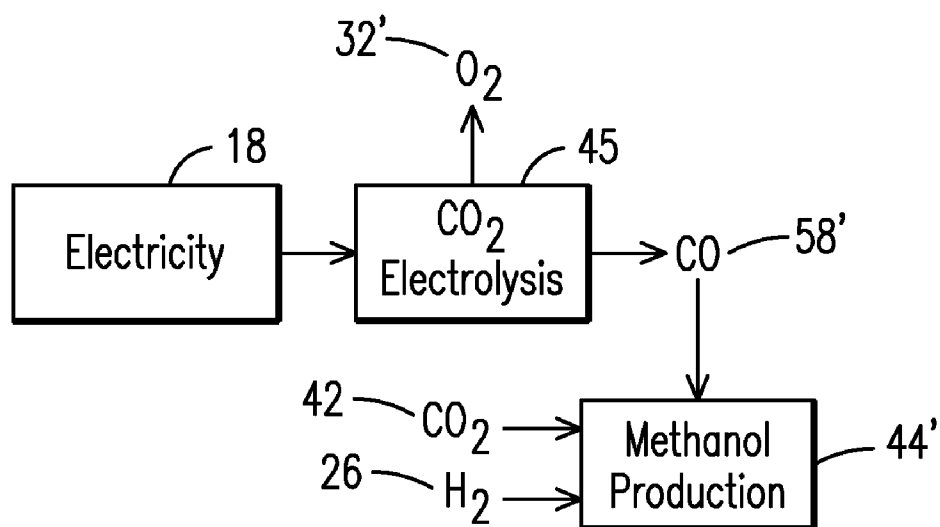 32'
O₂
18
45
Electricity
CO₂
Electrolysis
CO
58'
42
CO₂
26
H₂
Methanol
Production
44'